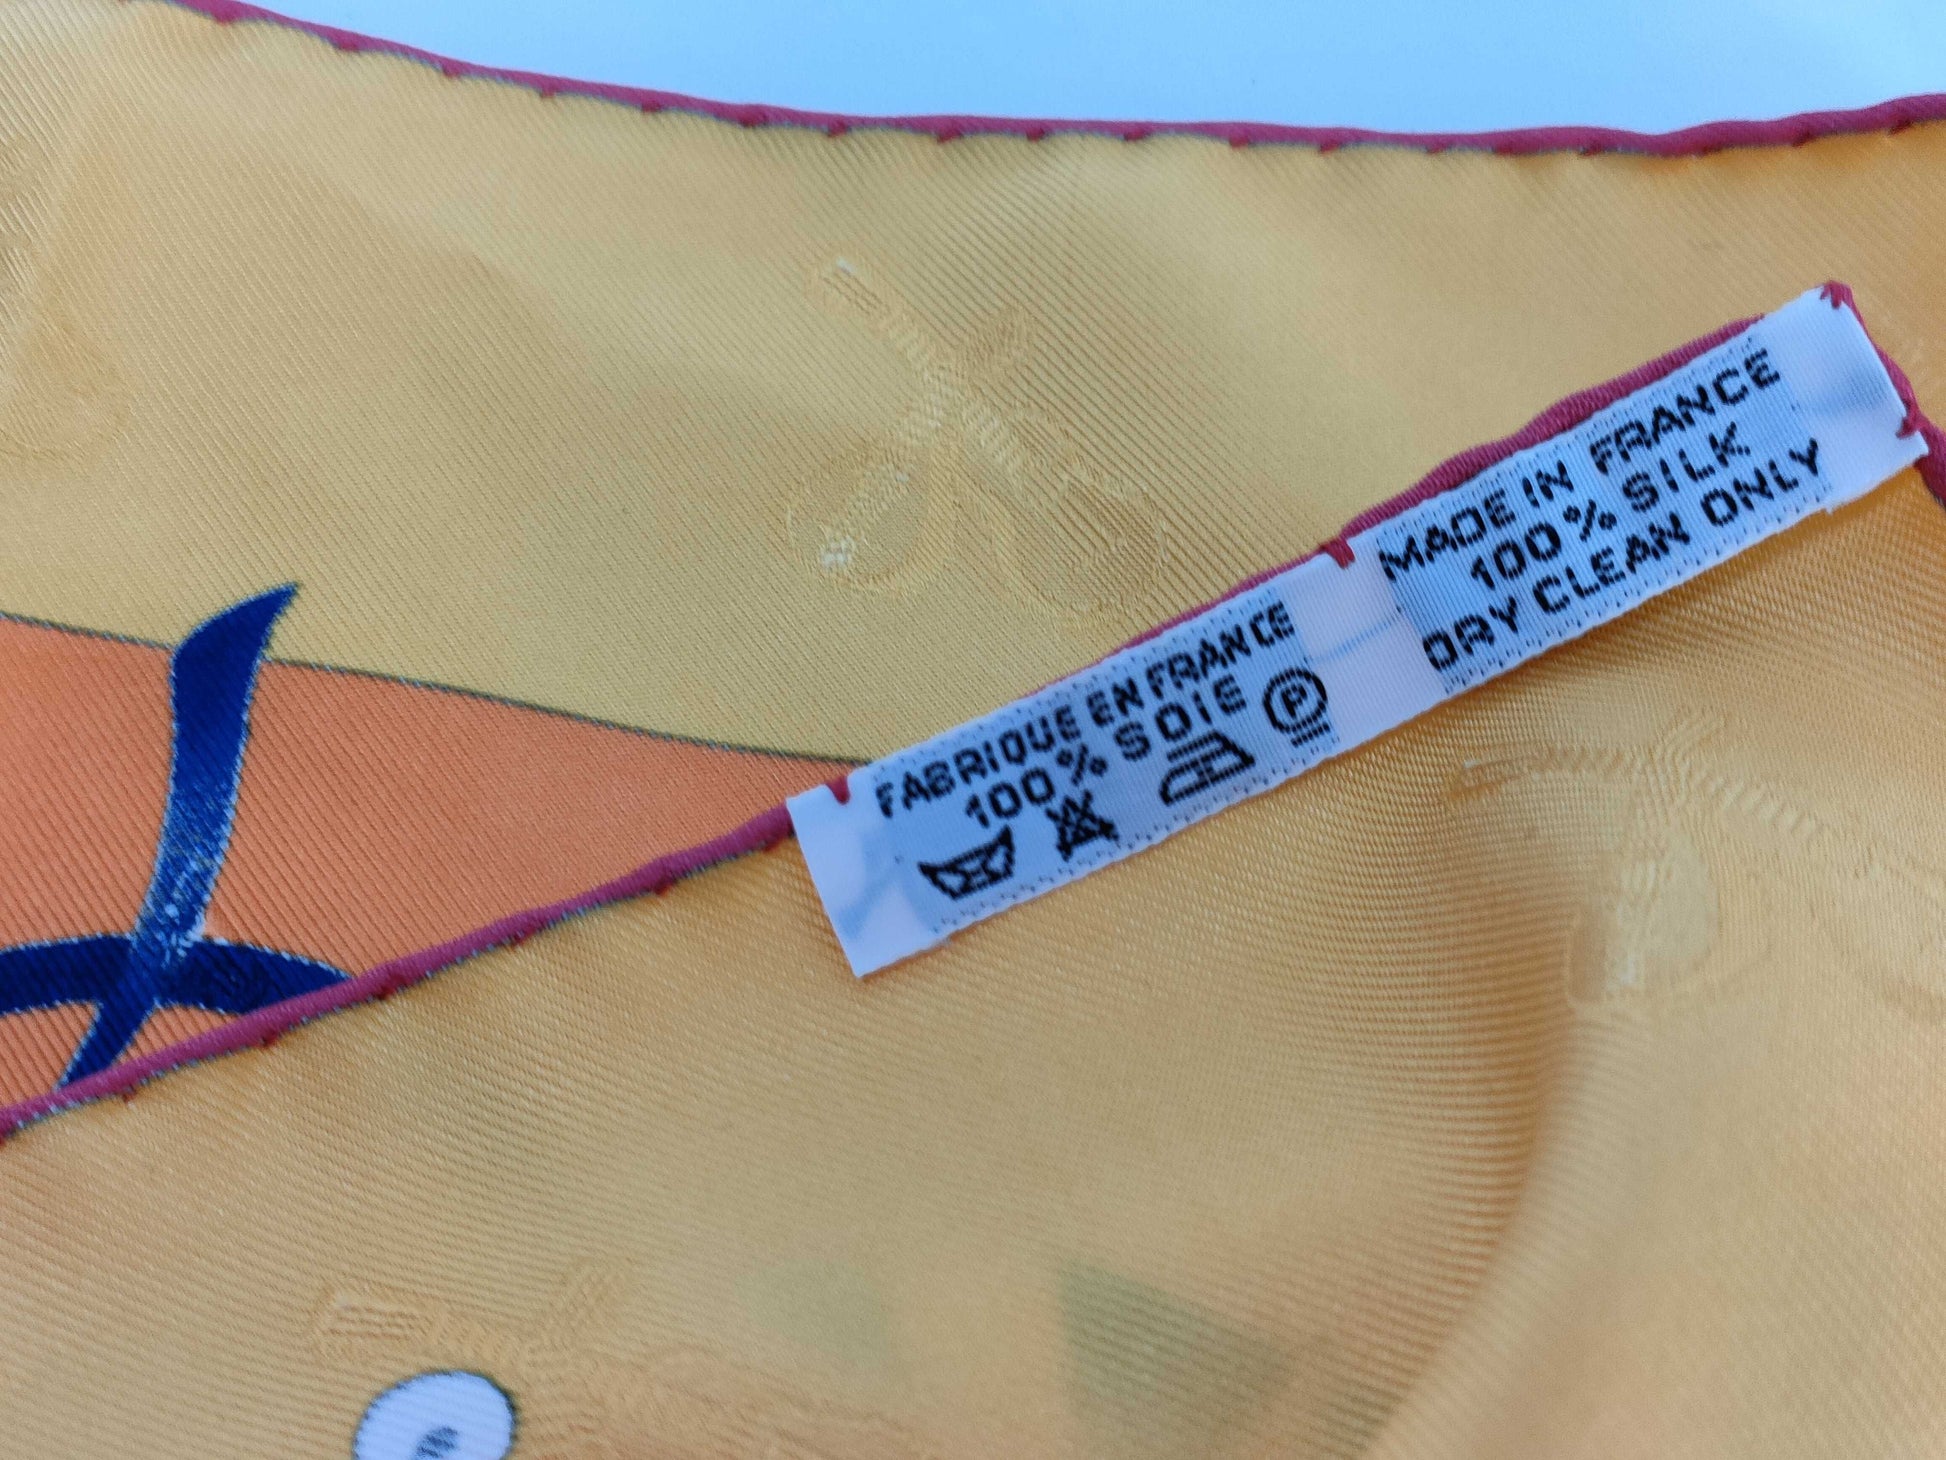 FABRIQUE EN FRANCE
100% SOIE
P
MADE IN FRANCE
100% SILK
DRY CLEAN ONLY